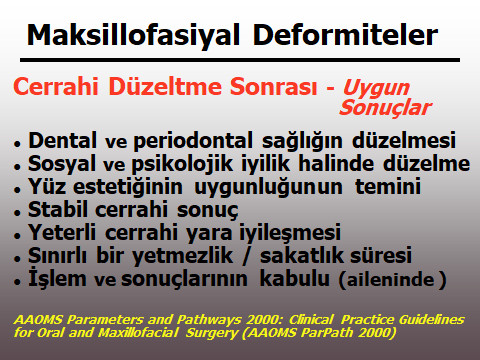 Maksillofasiyal Deformiteler
Cerrahi Düzeltme Sonrası - Uygun
Sonuçlar
• Dental ve periodontal sağlığın düzelmesi
• Sosyal ve psikolojik iyilik halinde düzelme
• Yüz estetiğinin uygunluğunun temini
• Stabil cerrahi sonuç
• Yeterli cerrahi yara iyileşmesi
• Sınırlı bir yetmezlik / sakatlık süresi
• İşlem ve sonuçlarının kabulu (aileninde )
AAOMS Parameters and Pathways 2000: Clinical Practice Guidelines
for Oral and Maxillofacial Surgery (AAOMS ParPath 2000)